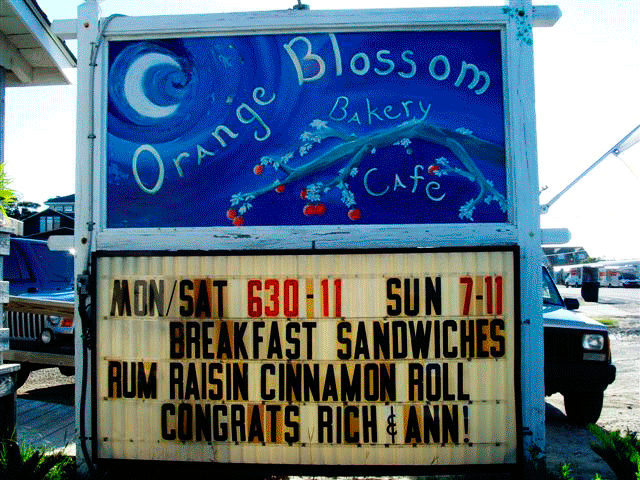 Orange Blossom
Bakery
Cafe
MON/SAT 630-11 SUN 7-11
BREAKFAST SANDWICHES
RUM RAISIN CINNAMON ROLL
CONGRATS RICH & ANN!